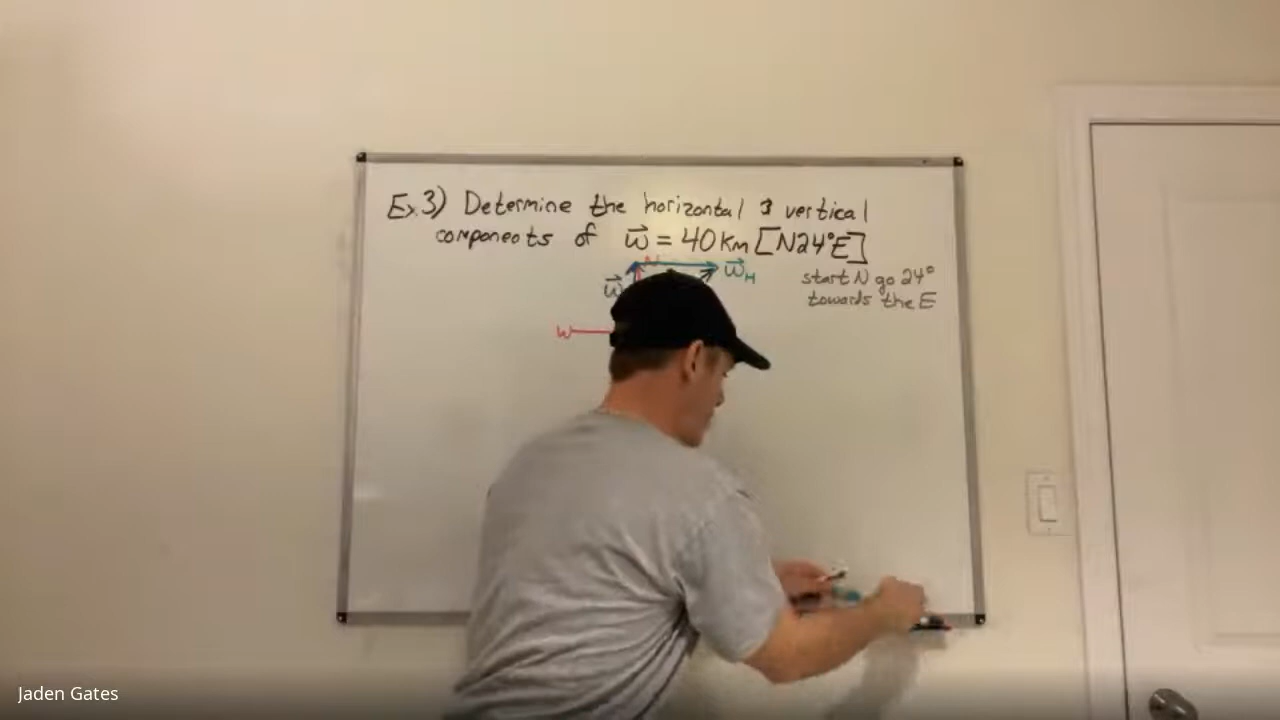 Ex.3) Determine the horizontal & vertical
components of w⃗ = 40 km [N24°E]
N
w⃗
w⃗H
start N go 24°
towards the E
W
Jaden Gates